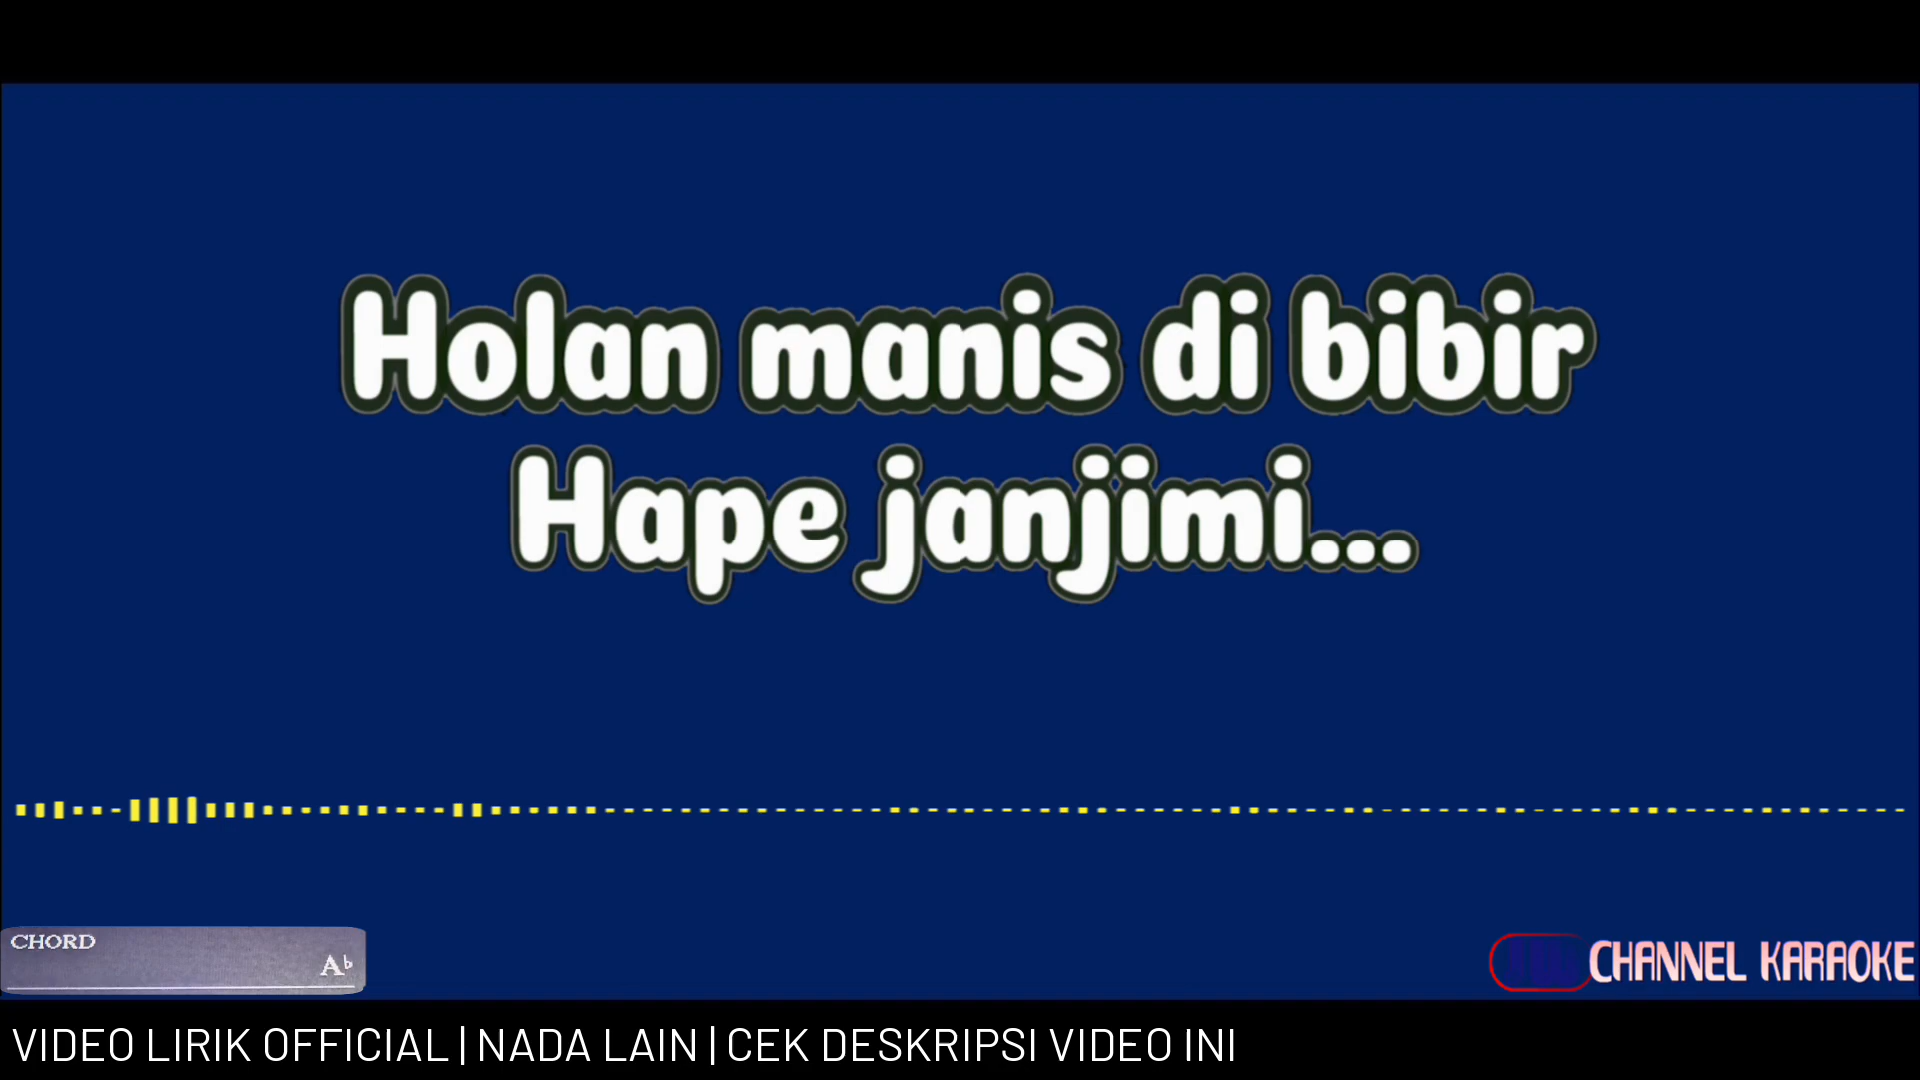 Holan manis di bibir
Hape janjimi...
CHORD
A♭
CHANNEL KARAOKE
VIDEO LIRIK OFFICIAL | NADA LAIN | CEK DESKRIPSI VIDEO INI